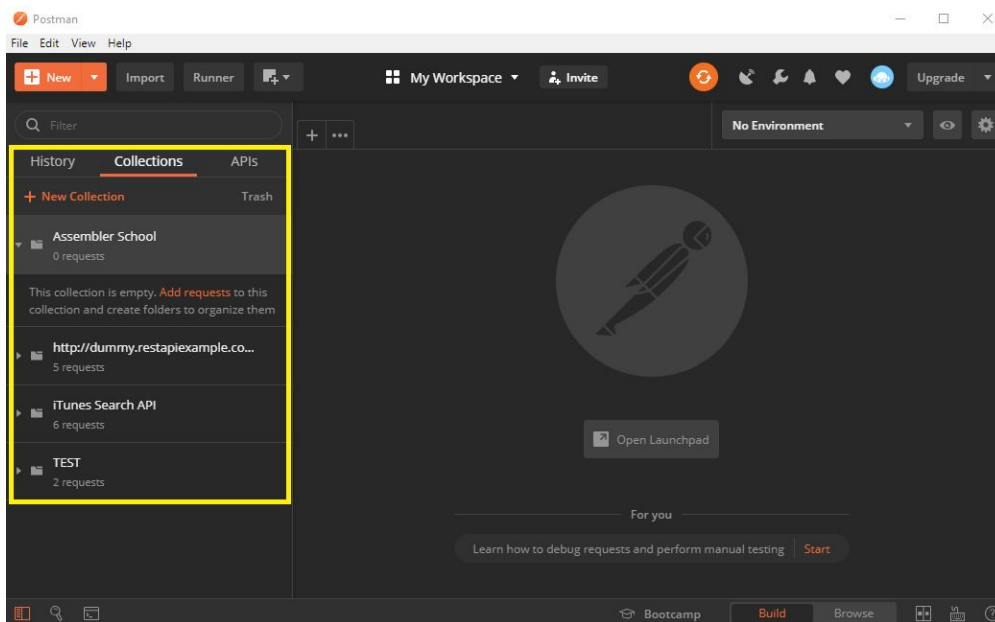 Postman
File Edit View Help
New Import Runner My Workspace Invite Upgrade
Filter
No Environment
History Collections APIs
+ New Collection Trash
Assembler School
0 requests
This collection is empty. Add requests to this
collection and create folders to organize them
http://dummy.restapiexample.co...
5 requests
iTunes Search API
6 requests
TEST
2 requests
Open Launchpad
For you
Learn how to debug requests and perform manual testing Start
Bootcamp Build Browse